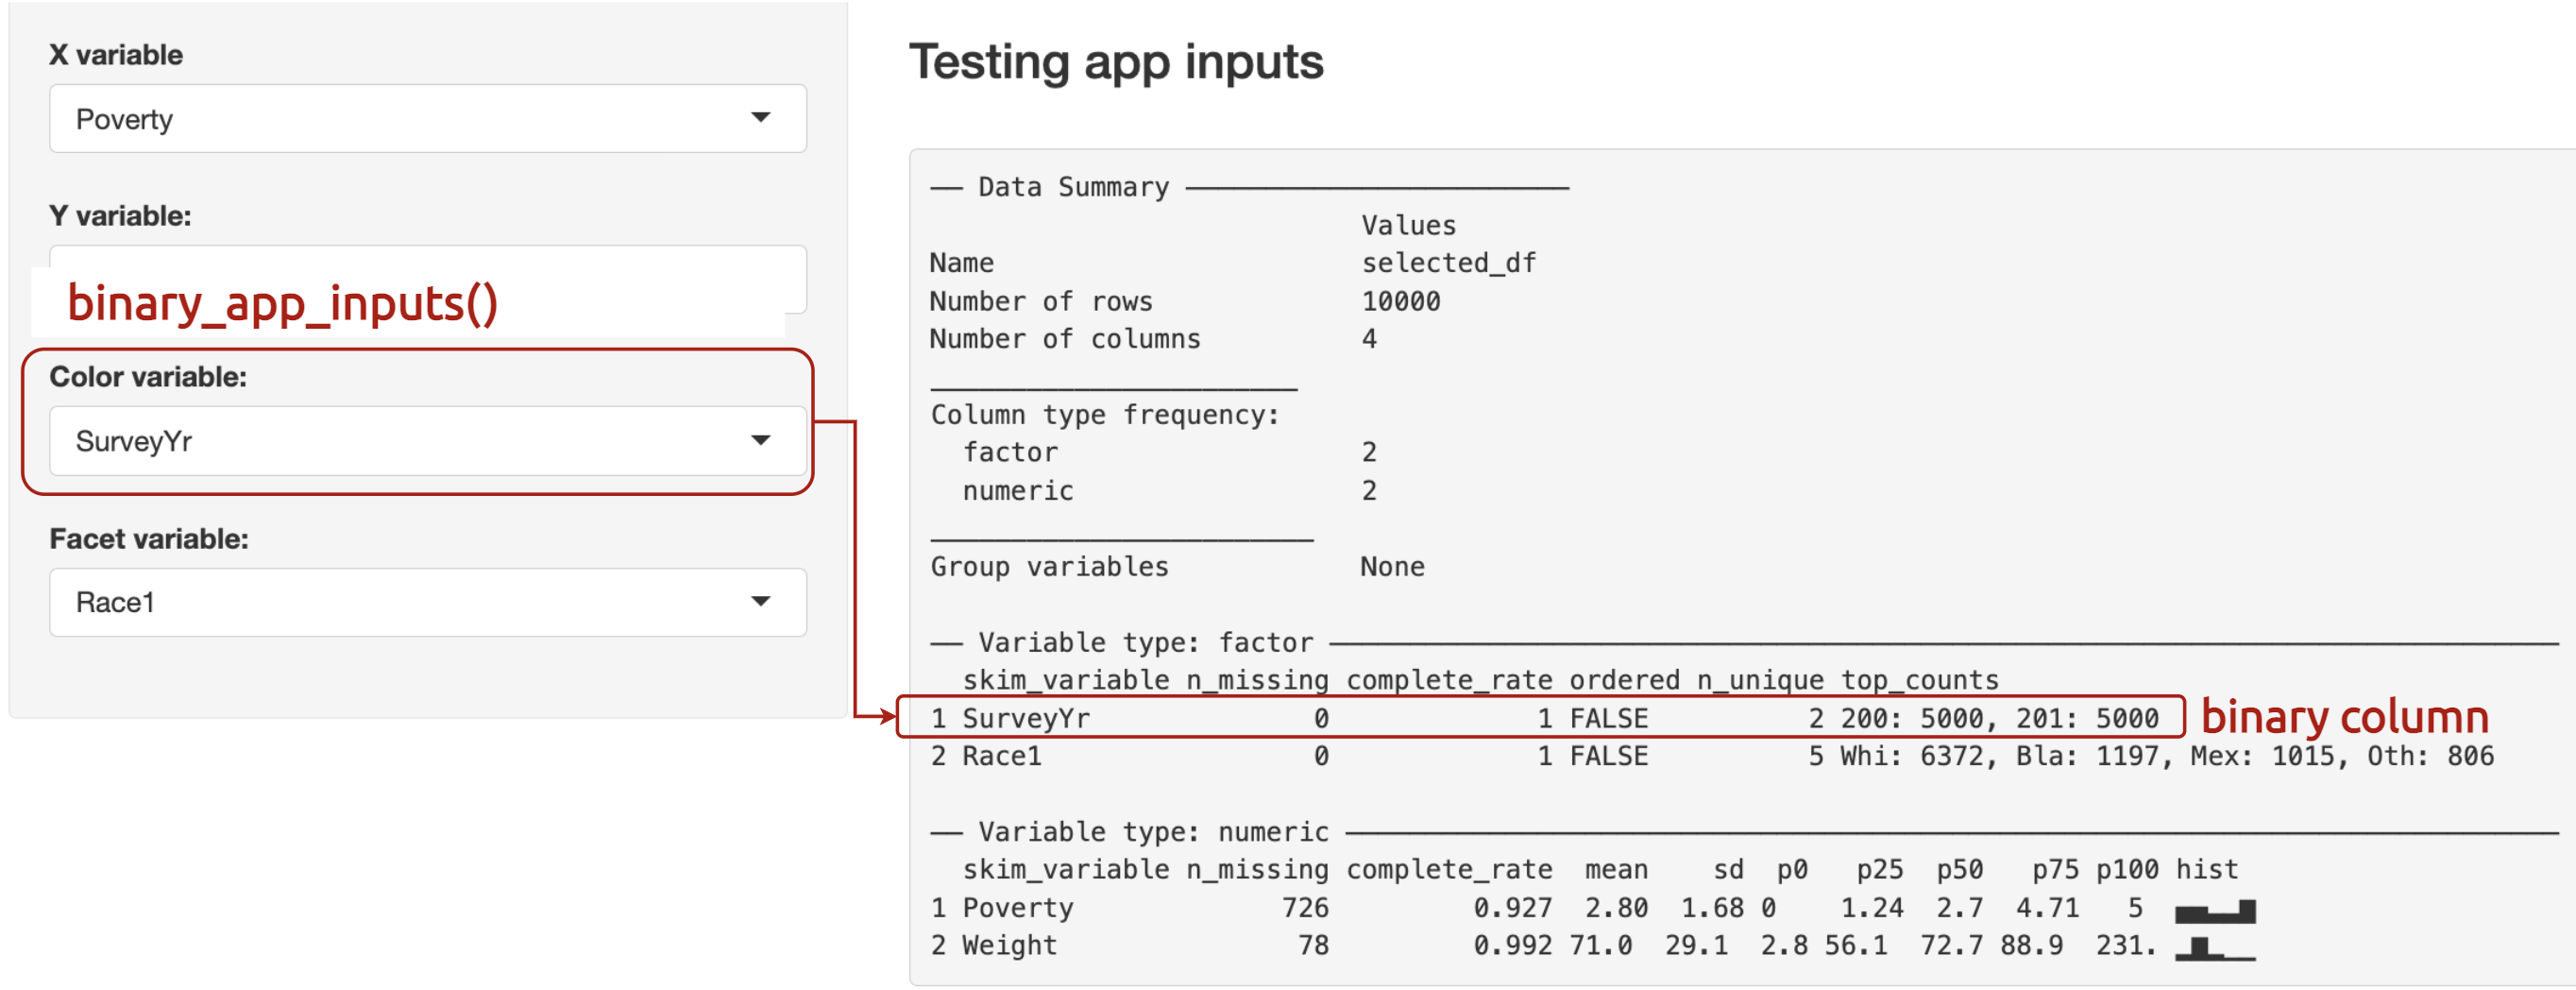 X variable
Poverty
Y variable:
binary_app_inputs()
Color variable:
SurveyYr
Facet variable:
Race1
Testing app inputs
── Data Summary ────────────────────────
Values
Name selected_df
Number of rows 10000
Number of columns 4
_______________________
Column type frequency:
factor 2
numeric 2
________________________
Group variables None
── Variable type: factor ──────────
skim_variable n_missing complete_rate ordered n_unique top_counts
1 SurveyYr 0 1 FALSE 2 200: 5000, 201: 5000
binary column
2 Race1 0 1 FALSE 5 Whi: 6372, Bla: 1197, Mex: 1015, Oth: 806
── Variable type: numeric ──────────
skim_variable n_missing complete_rate mean sd p0 p25 p50 p75 p100 hist
1 Poverty 726 0.927 2.80 1.68 0 1.24 2.7 4.71 5 ▅▅▃▃▇
2 Weight 78 0.992 71.0 29.1 2.8 56.1 72.7 88.9 231. ▂▇▂▁▁